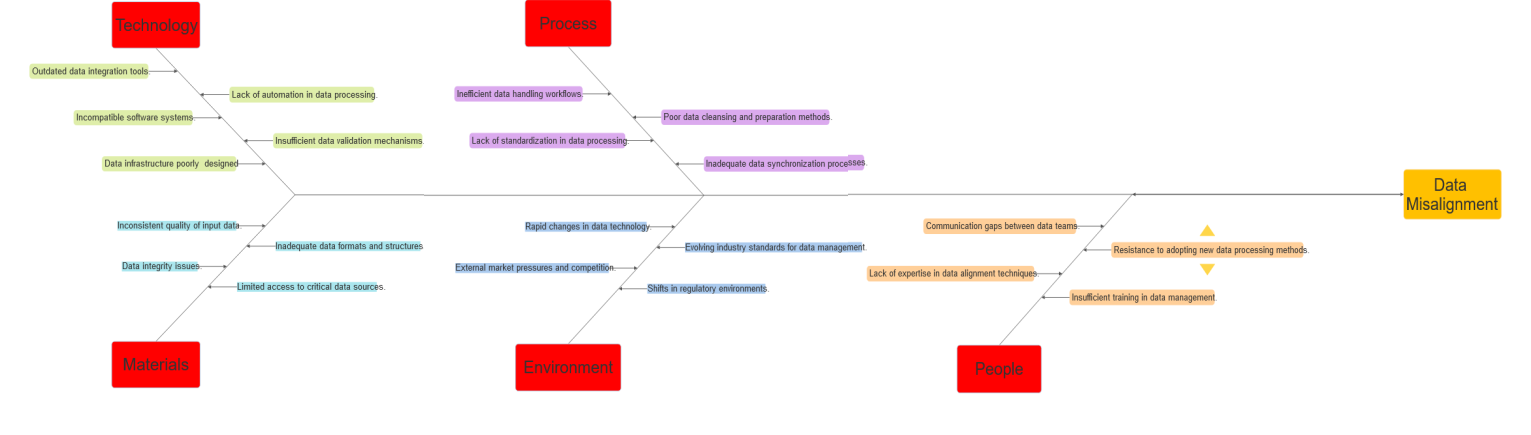 Technology
Process
Outdated data integration tools.
Lack of automation in data processing.
Incompatible software systems.
Insufficient data validation mechanisms.
Data infrastructure poorly designed
Inefficient data handling workflows.
Poor data cleansing and preparation methods.
Lack of standardization in data processing.
Inadequate data synchronization processes.
Data
Misalignment
Inconsistent quality of input data.
Inadequate data formats and structures
Data integrity issues.
Limited access to critical data sources.
Rapid changes in data technology.
Evolving industry standards for data management.
External market pressures and competition.
Shifts in regulatory environments.
Communication gaps between data teams.
Resistance to adopting new data processing methods.
Lack of expertise in data alignment techniques.
Insufficient training in data management.
Materials
Environment
People